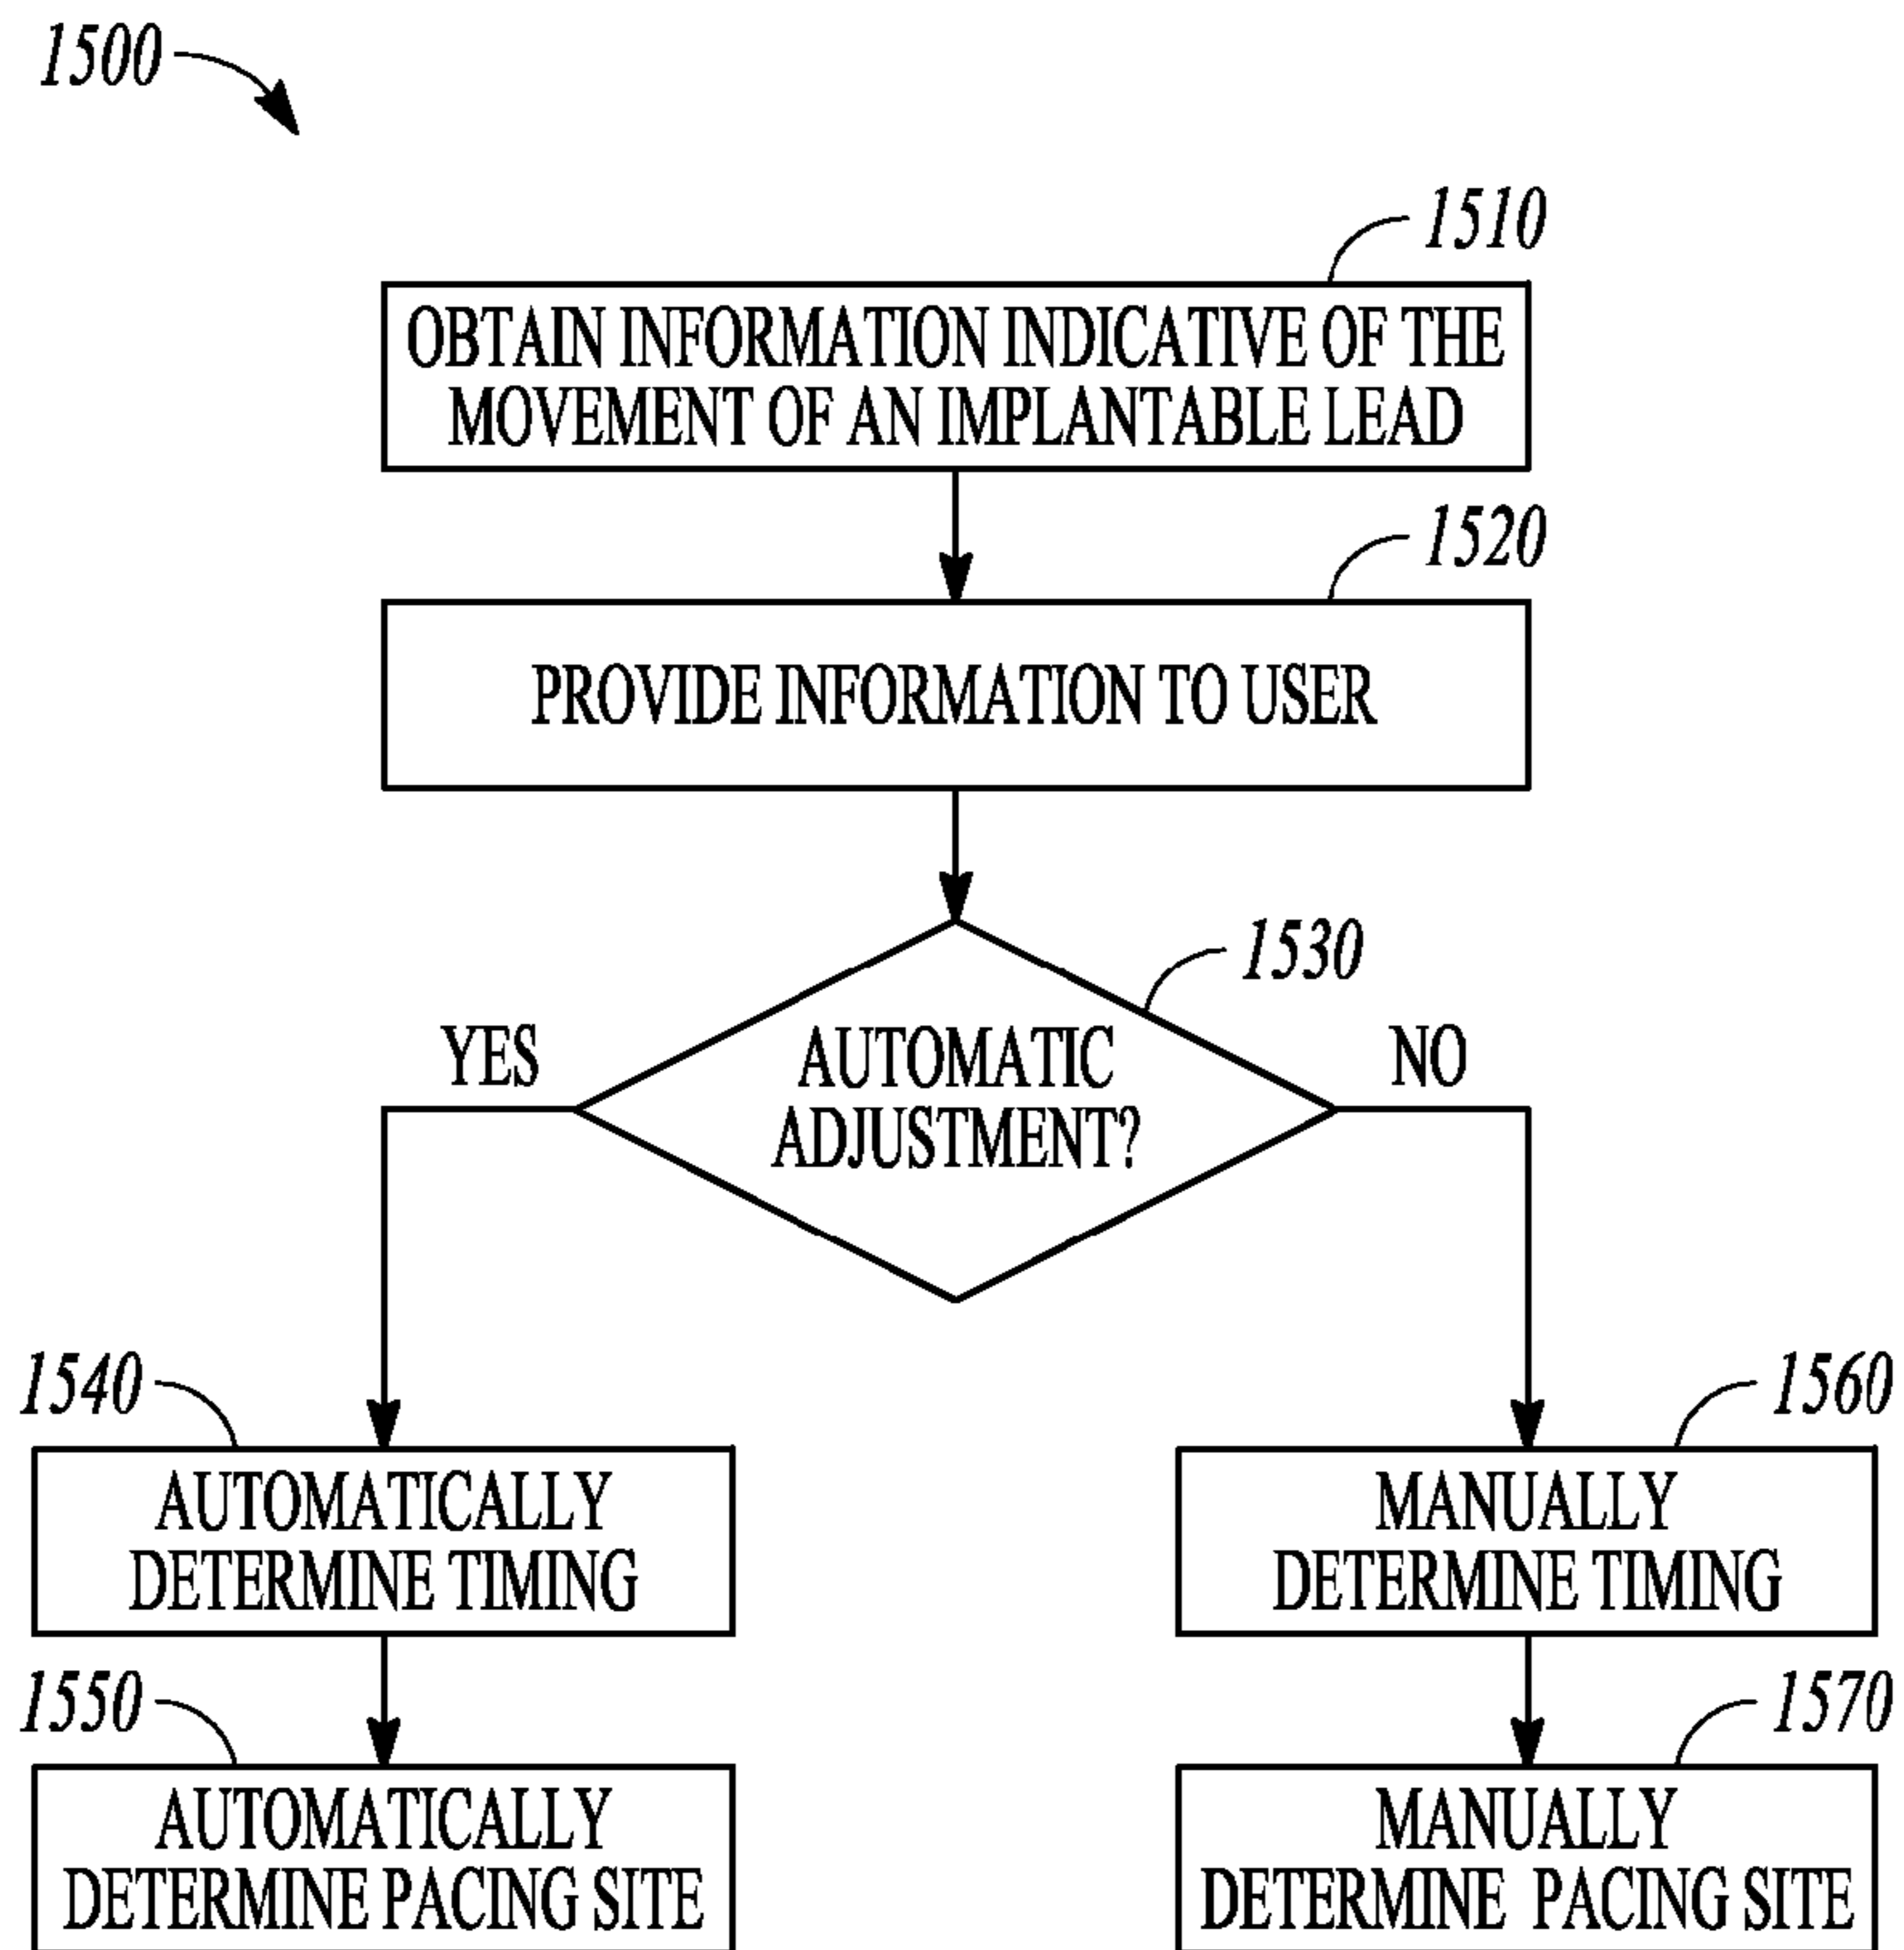 1500
1510
OBTAIN INFORMATION INDICATIVE OF THE
MOVEMENT OF AN IMPLANTABLE LEAD
1520
PROVIDE INFORMATION TO USER
1530
AUTOMATIC
ADJUSTMENT?
YES
NO
1540
AUTOMATICALLY
DETERMINE TIMING
1560
MANUALLY
DETERMINE TIMING
1550
AUTOMATICALLY
DETERMINE PACING SITE
1570
MANUALLY
DETERMINE PACING SITE